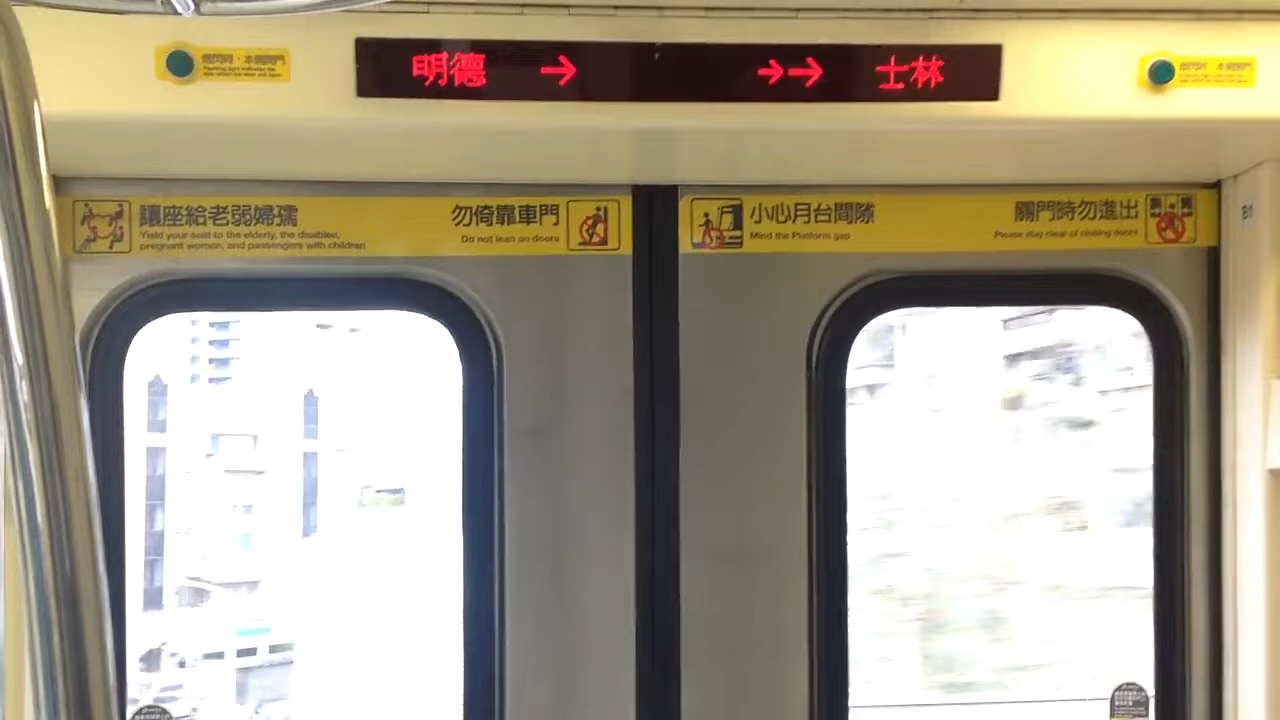 明德 → →→ 士林
讓座給老弱婦孺
Yield your seat to the elderly, the disabled,
pregnant women, and passengers with children
勿倚靠車門
Do not lean on doors
小心月台間隙
Mind the Platform gap
關門時勿進出
Please stay clear of closing doors
B1